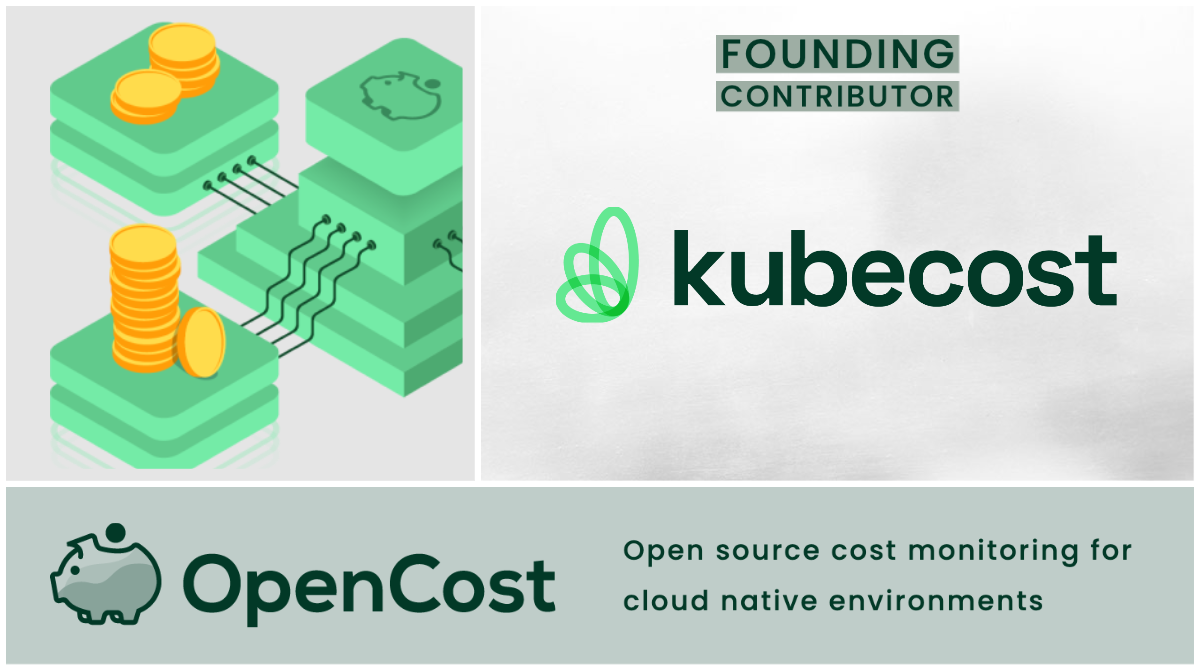 FOUNDING
CONTRIBUTOR
kubecost
OpenCost
Open source cost monitoring for
cloud native environments